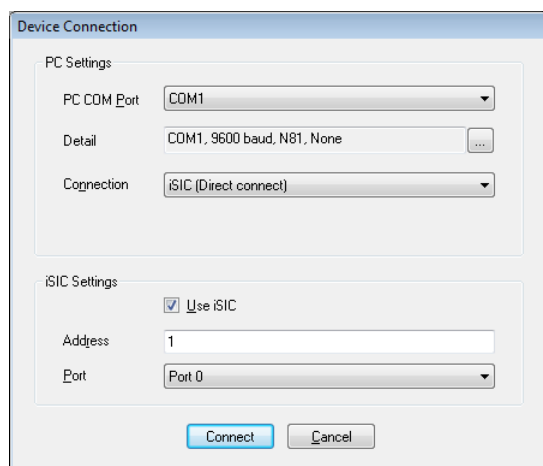 Device Connection
PC Settings
PC COM Port COM1
Detail COM1, 9600 baud, N81, None ...
Connection iSIC (Direct connect)
iSIC Settings
Use iSIC
Address 1
Port Port 0
Connect Cancel